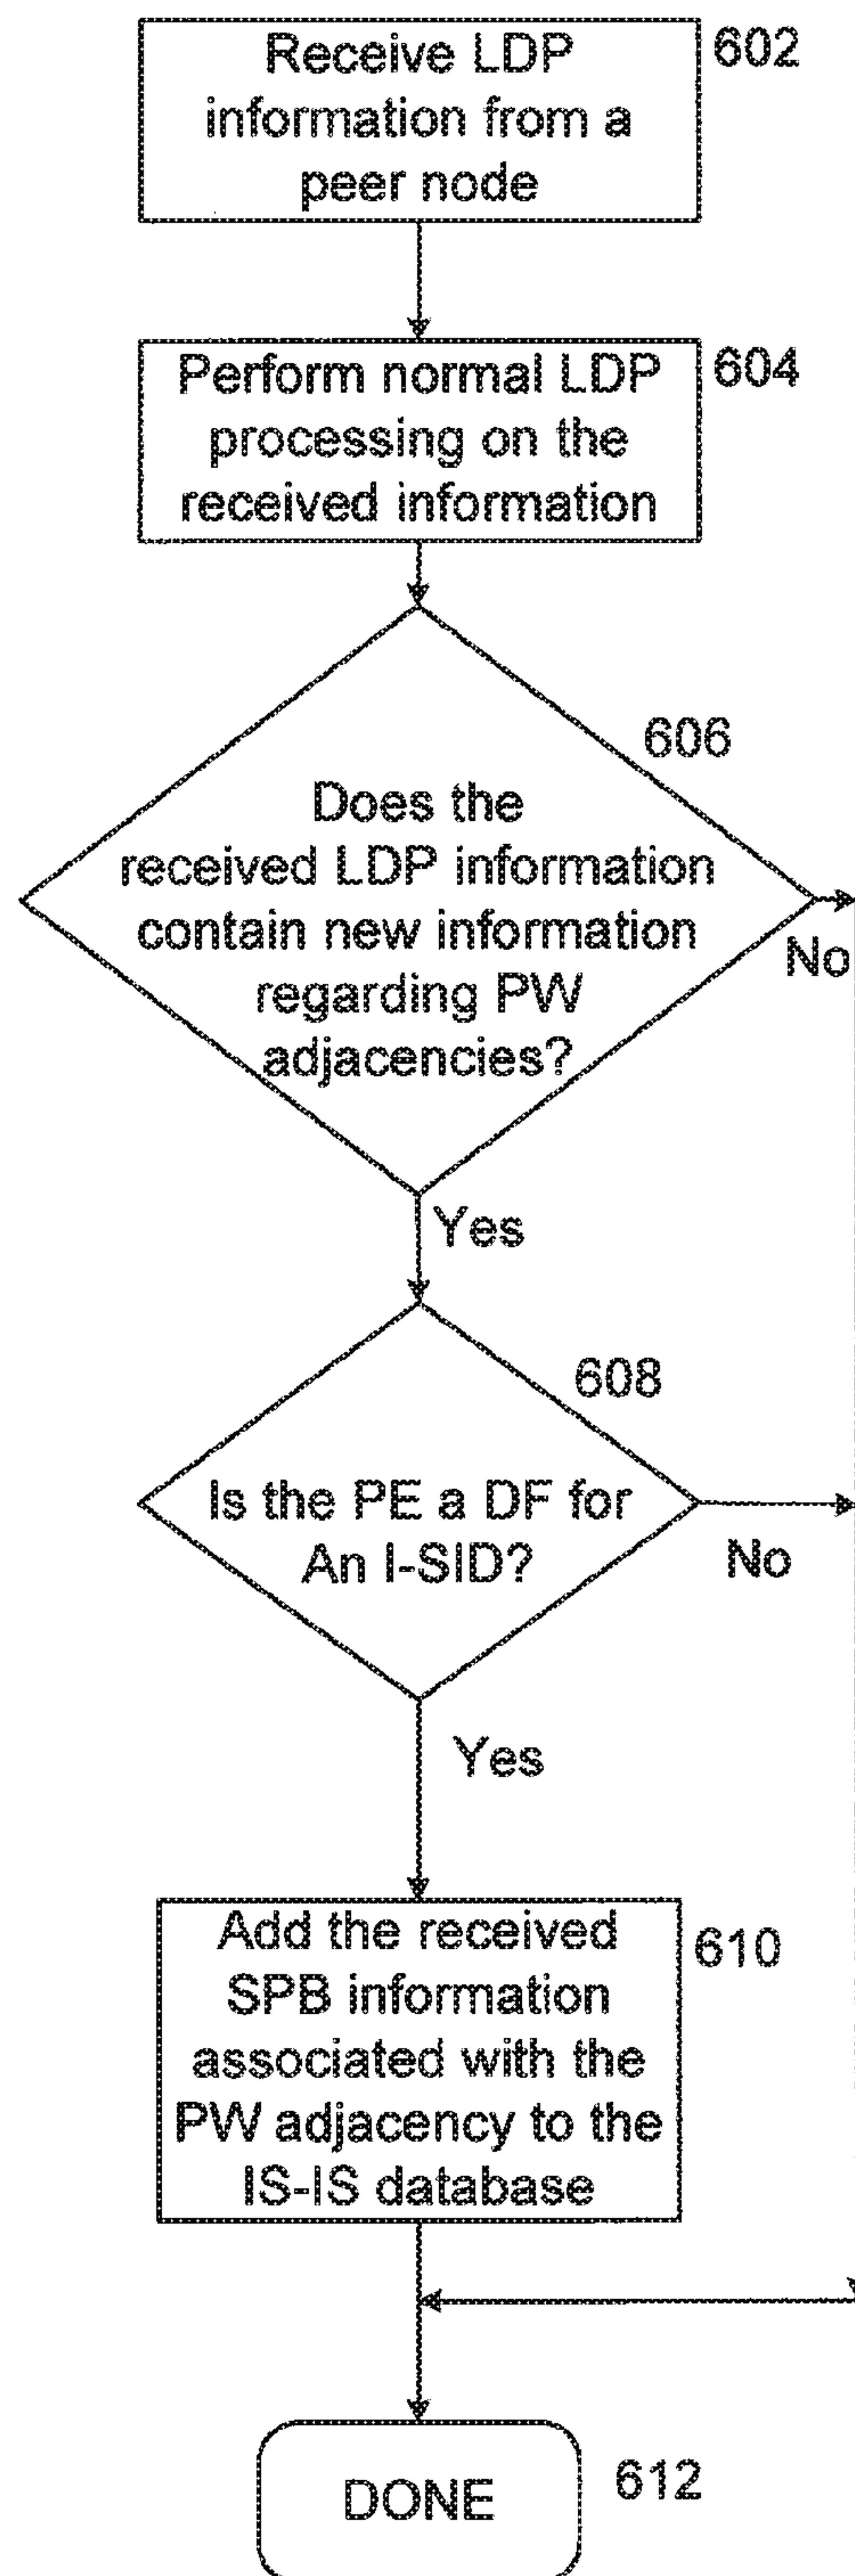 Receive LDP
information from a
peer node
602
Perform normal LDP
processing on the
received information
604
606
Does the
received LDP information
contain new information
regarding PW
adjacencies?
No
Yes
608
Is the PE a DF for
An I-SID?
No
Yes
Add the received
SPB information
associated with the
PW adjacency to the
IS-IS database
610
DONE
612